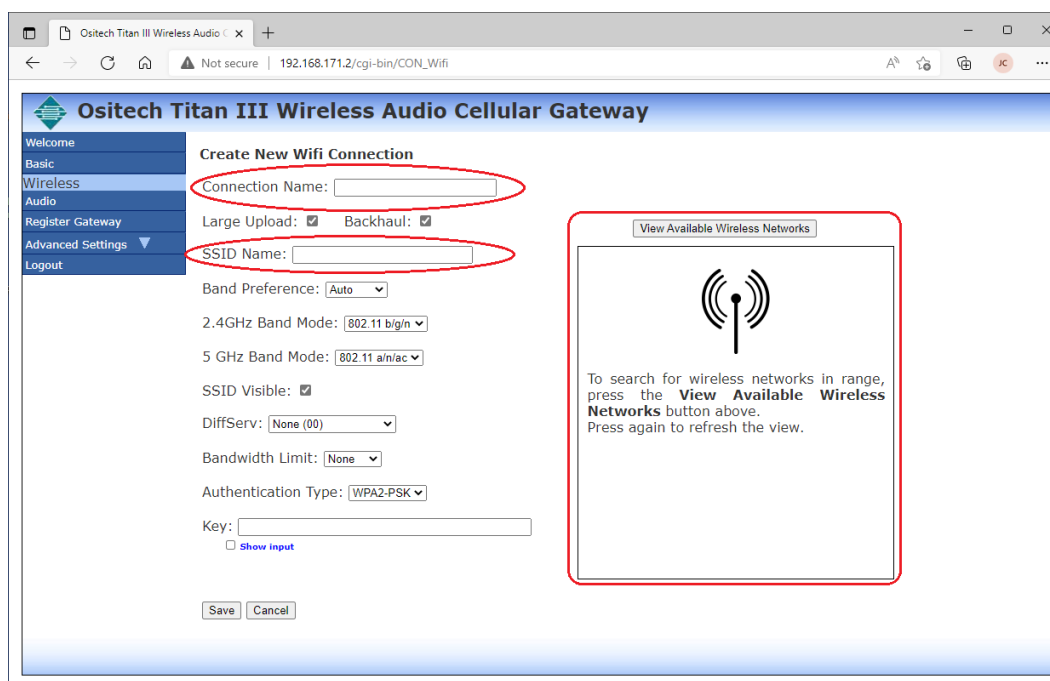 Ositech Titan III Wireless Audio C
Not secure | 192.168.171.2/cgi-bin/CON_Wifi
JC
Ositech Titan III Wireless Audio Cellular Gateway
Welcome
Basic
Wireless
Audio
Register Gateway
Advanced Settings
Logout
Create New Wifi Connection
Connection Name:
Large Upload: Backhaul:
SSID Name:
Band Preference: Auto
2.4GHz Band Mode: 802.11 b/g/n
5 GHz Band Mode: 802.11 a/n/ac
SSID Visible:
DiffServ: None (00)
Bandwidth Limit: None
Authentication Type: WPA2-PSK
Key:
Show input
Save Cancel
View Available Wireless Networks
To search for wireless networks in range,
press the View Available Wireless
Networks button above.
Press again to refresh the view.